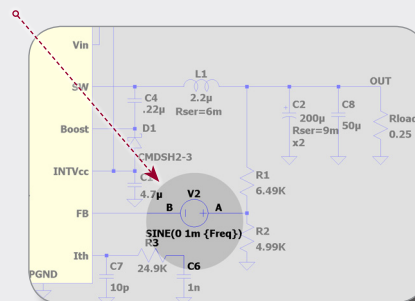 Vin
SW
L1
2.2µ
Rser=6m
OUT
C4
.22µ
C2
200µ
Rser=9m
x2
C8
50µ
Rload
0.25
Boost
D1
CMDSH2-3
INTVcc
4.7µ
R1
6.49K
V2
FB
B
A
SINE(0 1m {Freq})
R2
4.99K
Ith
R3
24.9K
C6
1n
C7
10p
PGND